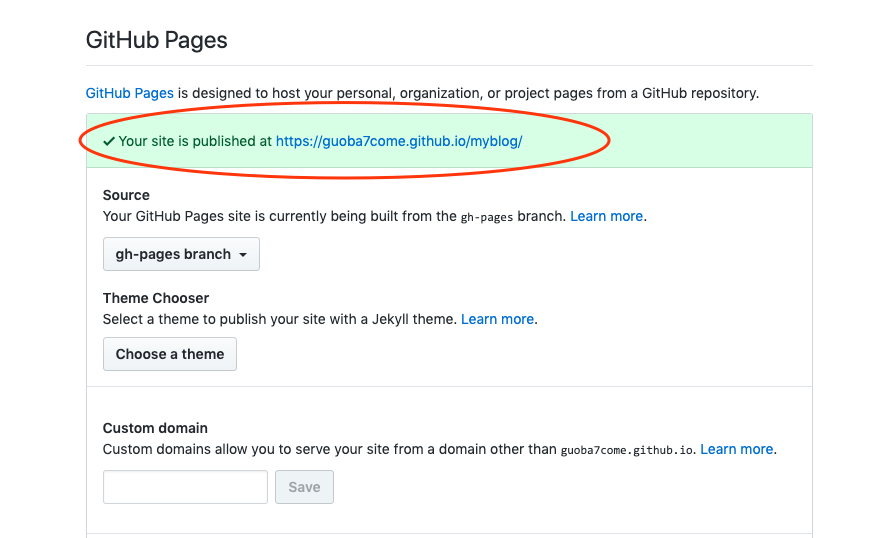 GitHub Pages
GitHub Pages is designed to host your personal, organization, or project pages from a GitHub repository.
Your site is published at https://guoba7come.github.io/myblog/
Source
Your GitHub Pages site is currently being built from the gh-pages branch. Learn more.
gh-pages branch
Theme Chooser
Select a theme to publish your site with a Jekyll theme. Learn more.
Choose a theme
Custom domain
Custom domains allow you to serve your site from a domain other than guoba7come.github.io. Learn more.
Save